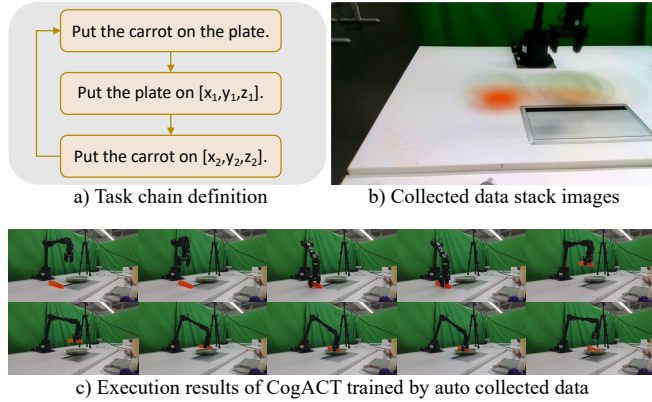 Put the carrot on the plate.
Put the plate on [x₁,y₁,z₁].
Put the carrot on [x₂,y₂,z₂].
a) Task chain definition
b) Collected data stack images
c) Execution results of CogACT trained by auto collected data